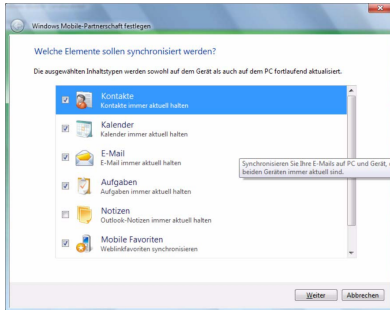 Windows Mobile-Partnerschaft festlegen
Welche Elemente sollen synchronisiert werden?
Die ausgewählten Inhaltstypen werden sowohl auf dem Gerät als auch auf dem PC fortlaufend aktualisiert.
Kontakte
Kontakte immer aktuell halten
Kalender
Kalender immer aktuell halten
E-Mail
E-Mail immer aktuell halten
Synchronisieren Sie Ihre E-Mails auf PC und Gerät,
beiden Geräten immer aktuell sind.
Aufgaben
Aufgaben immer aktuell halten
Notizen
Outlook-Notizen immer aktuell halten
Mobile Favoriten
Weblinkfavoriten synchronisieren
Weiter Abbrechen